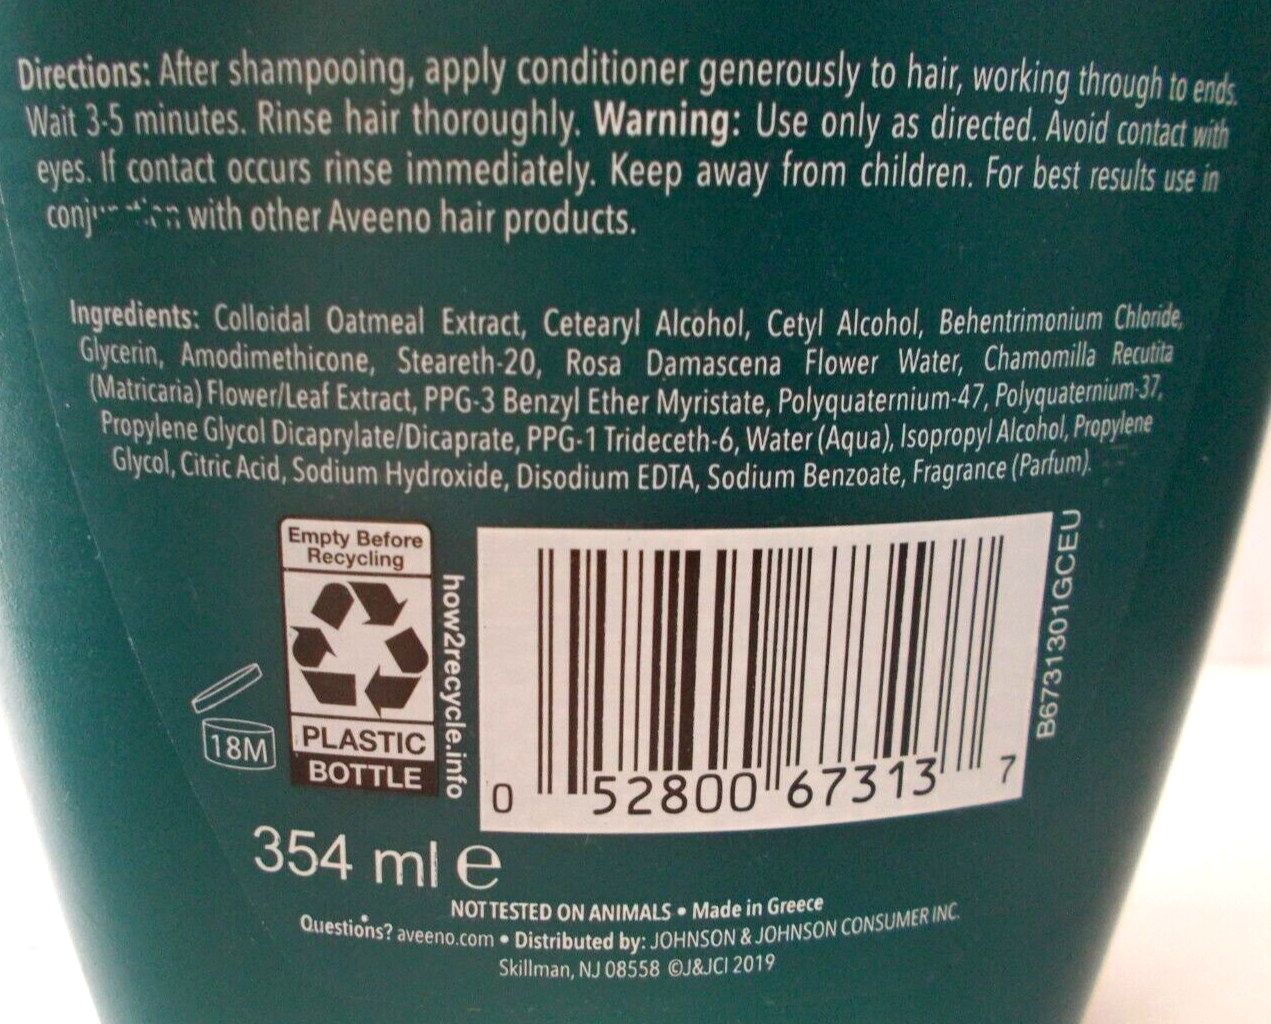 Directions: After shampooing, apply conditioner generously to hair, working through to ends.
Wait 3-5 minutes. Rinse hair thoroughly. Warning: Use only as directed. Avoid contact with
eyes. If contact occurs rinse immediately. Keep away from children. For best results use in
with other Aveeno hair products.
Ingredients: Colloidal Oatmeal Extract, Cetearyl Alcohol, Cetyl Alcohol, Behentrimonium Chloride,
Glycerin, Amodimethicone, Steareth-20, Rosa Damascena Flower Water, Chamomilla Recutita
(Matricaria) Flower/Leaf Extract, PPG-3 Benzyl Ether Myristate, Polyquaternium-47, Polyquaternium-37,
Propylene Glycol Dicaprylate/Dicaprate, PPG-1 Trideceth-6, Water (Aqua), Isopropyl Alcohol, Propylene
Glycol, Citric Acid, Sodium Hydroxide, Disodium EDTA, Sodium Benzoate, Fragrance (Parfum).
Empty Before
Recycling
PLASTIC
BOTTLE
how2recycle.info
18M
0 52800 67313 7
B6731301GCEU
354 ml e
NOT TESTED ON ANIMALS • Made in Greece
Questions? aveeno.com • Distributed by: JOHNSON & JOHNSON CONSUMER INC.
Skillman, NJ 08558 ©J&JCI 2019